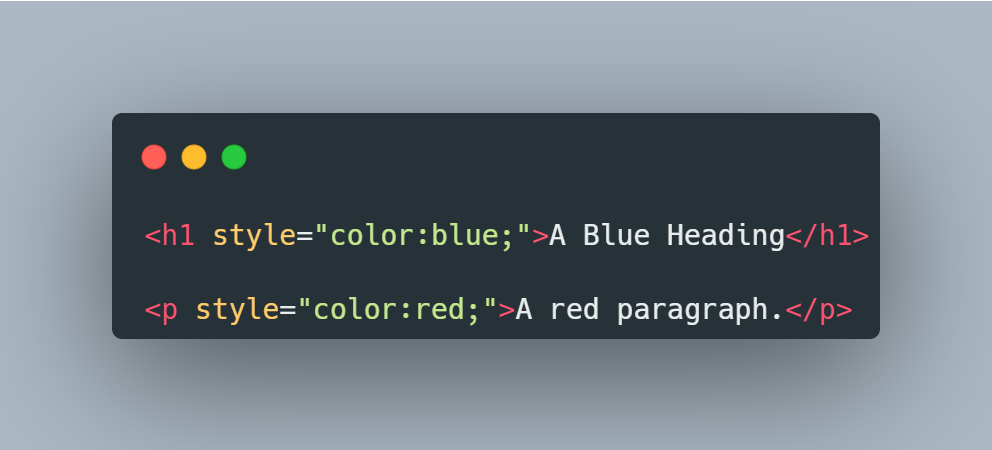 <h1 style="color:blue;">A Blue Heading</h1>
<p style="color:red;">A red paragraph.</p>